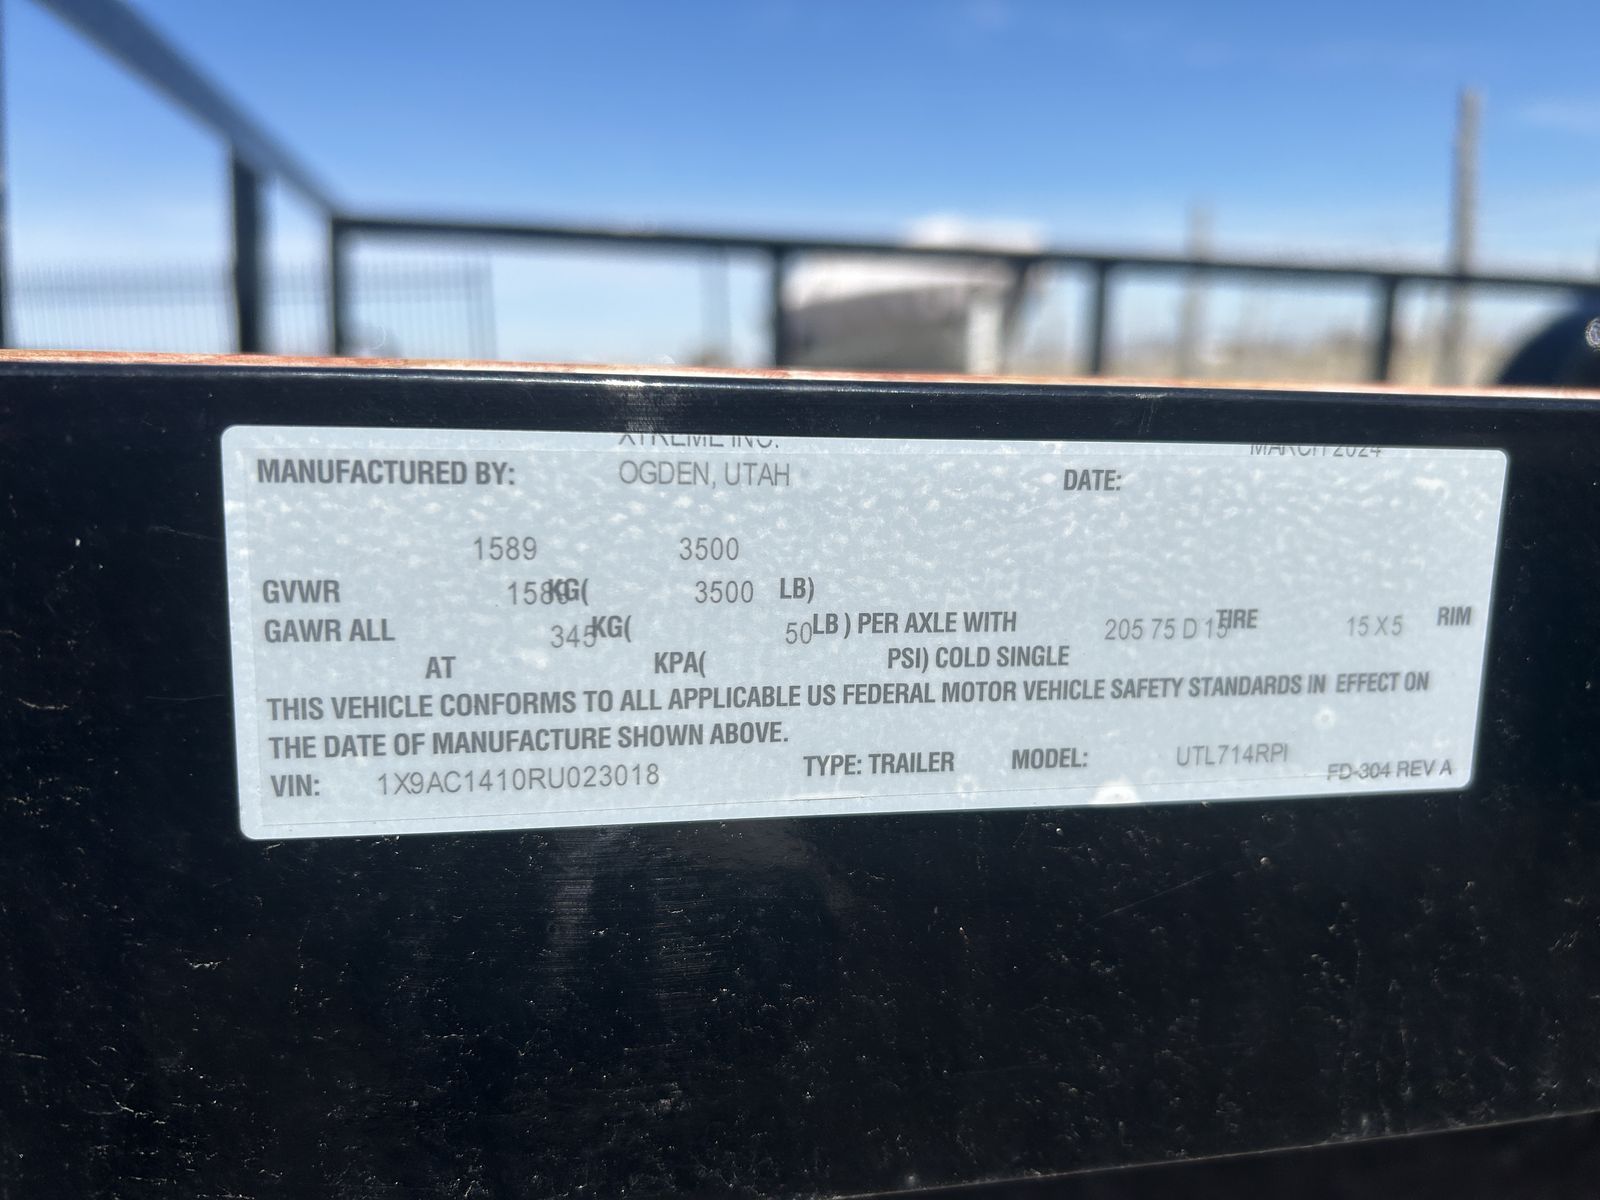 XTREME INC. MARCH 2024
MANUFACTURED BY: OGDEN, UTAH DATE:
1589 3500
GVWR 1589 KG( 3500 LB)
GAWR ALL 345 KG( 50 LB ) PER AXLE WITH 205 75 D 15 TIRE 15 X 5 RIM
AT KPA( PSI) COLD SINGLE
THIS VEHICLE CONFORMS TO ALL APPLICABLE US FEDERAL MOTOR VEHICLE SAFETY STANDARDS IN EFFECT ON
THE DATE OF MANUFACTURE SHOWN ABOVE.
VIN: 1X9AC1410RU023018 TYPE: TRAILER MODEL: UTL714RPI
FD-304 REV A